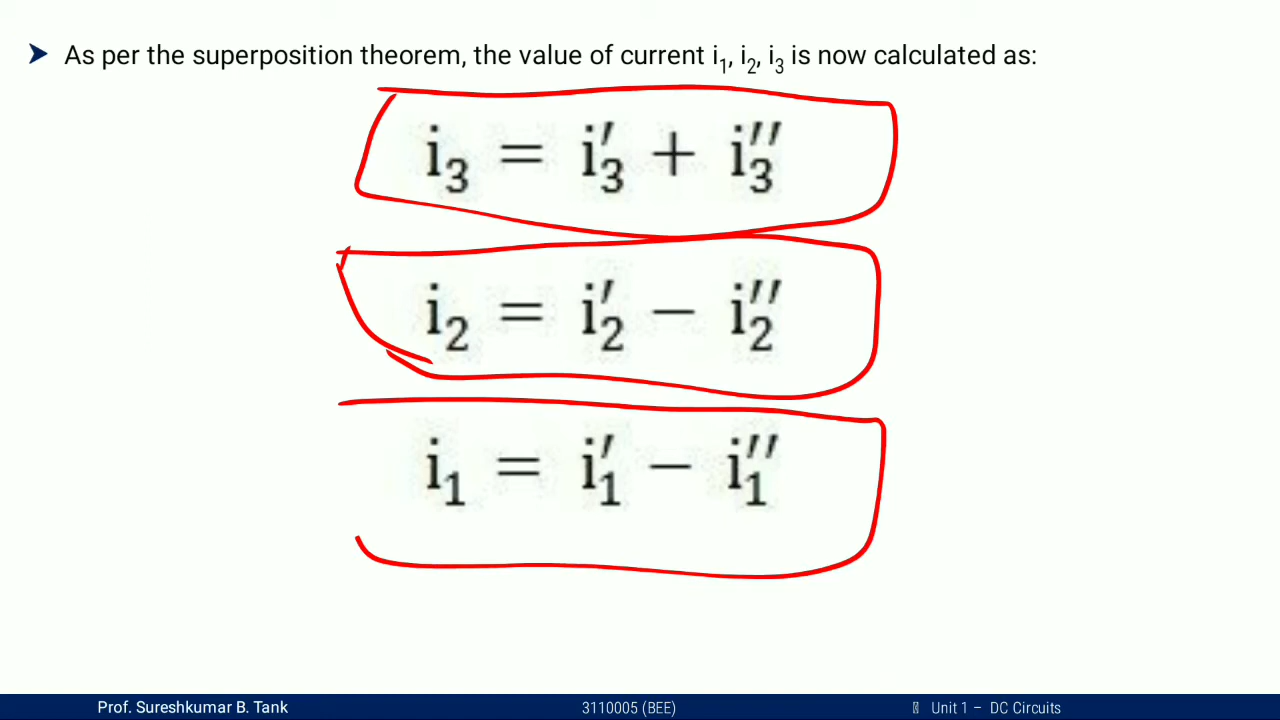 As per the superposition theorem, the value of current i₁, i₂, i₃ is now calculated as:
i₃ = i₃′ + i₃′′
i₂ = i₂′ − i₂′′
i₁ = i₁′ − i₁′′
Prof. Sureshkumar B. Tank 3110005 (BEE) Unit 1 – DC Circuits